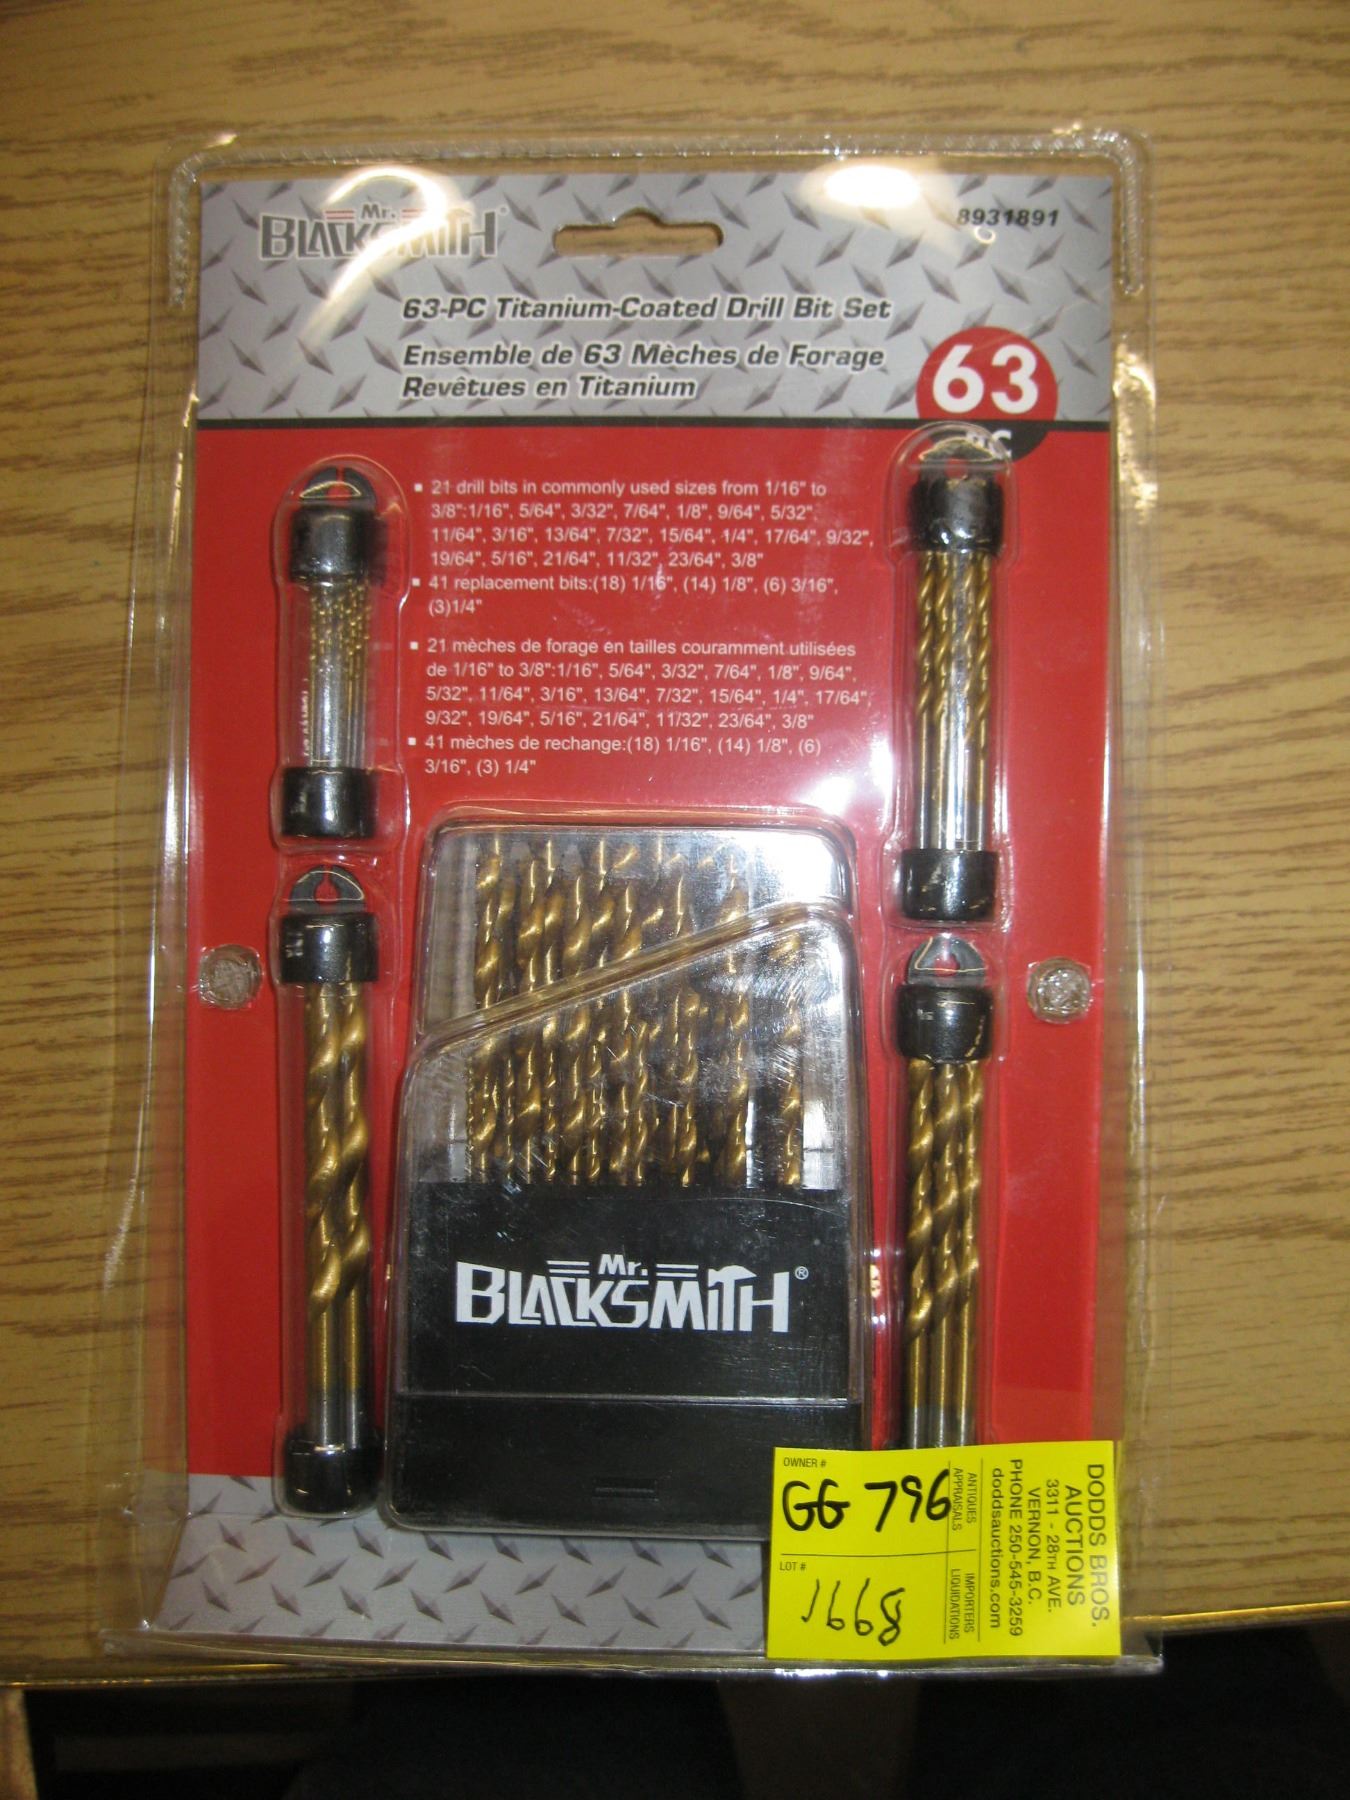 Mr.
BLACKSMITH
8931891
63-PC Titanium-Coated Drill Bit Set
Ensemble de 63 Mèches de Forage
Revêtues en Titanium
63
PC
▪ 21 drill bits in commonly used sizes from 1/16" to
3/8":1/16", 5/64", 3/32", 7/64", 1/8", 9/64", 5/32",
11/64", 3/16", 13/64", 7/32", 15/64", 1/4", 17/64", 9/32",
19/64", 5/16", 21/64", 11/32", 23/64", 3/8"
▪ 41 replacement bits:(18) 1/16", (14) 1/8", (6) 3/16",
(3)1/4"
▪ 21 mèches de forage en tailles couramment utilisées
de 1/16" to 3/8":1/16", 5/64", 3/32", 7/64", 1/8", 9/64",
5/32", 11/64", 3/16", 13/64", 7/32", 15/64", 1/4", 17/64",
9/32", 19/64", 5/16", 21/64", 11/32", 23/64", 3/8"
▪ 41 mèches de rechange:(18) 1/16", (14) 1/8", (6)
3/16", (3) 1/4"
Mr.
BLACKSMITH®
OWNER #
GG 796
LOT #
1668
ANTIQUES
APPRAISALS
IMPORTERS
LIQUIDATIONS
DODDS BROS.
AUCTIONS
3311 - 28TH AVE.
VERNON, B.C.
PHONE 250-545-3259
doddsauctions.com